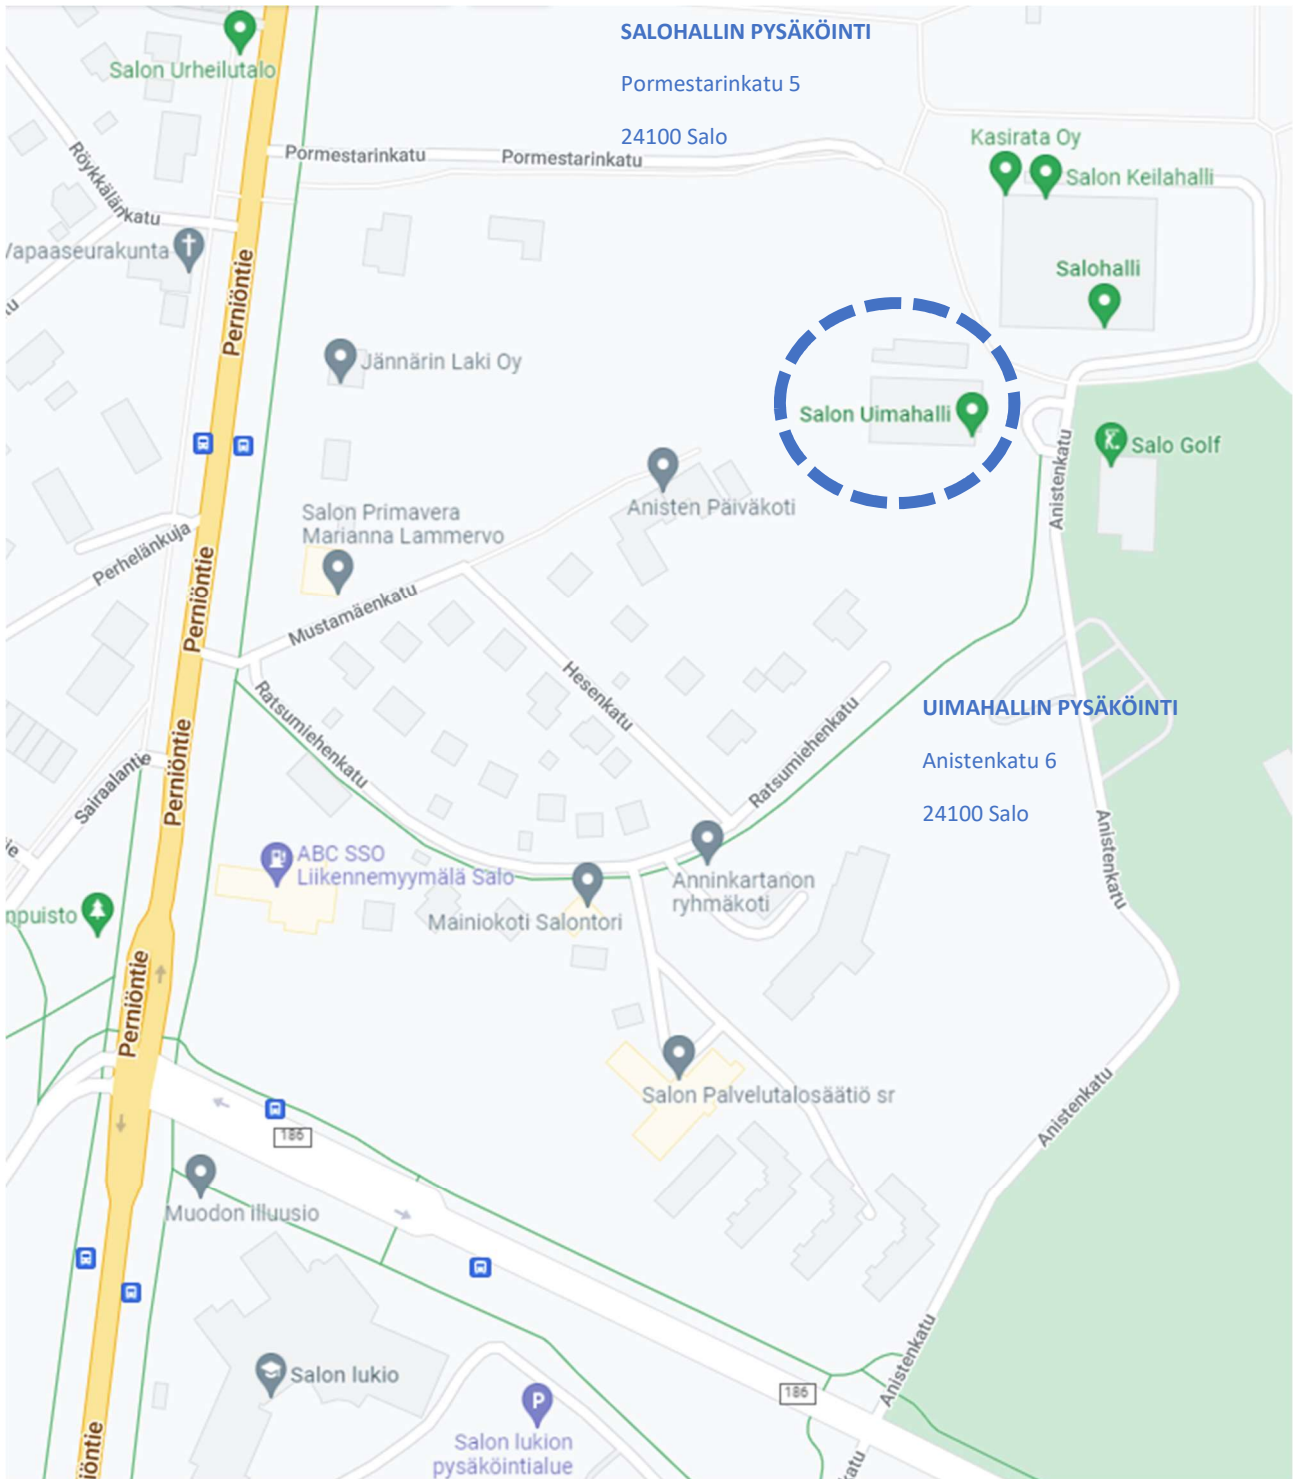 SALOHALLIN PYSÄKÖINTI
Salon Urheilutalo
Pormestarinkatu 5
24100 Salo
Kasirata Oy
Pormestarinkatu
Pormestarinkatu
Salon Keilahalli
Röykkälänkatu
Vapaaseurakunta
Salohalli
Perniöntie
Jännärin Laki Oy
Salon Uimahalli
Salo Golf
Anistenkatu
Anisten Päiväkoti
Salon Primavera
Marianna Lammervo
Perhelänkuja
Perniöntie
Mustamäenkatu
Hesenkatu
Ratsumiehenkatu
UIMAHALLIN PYSÄKÖINTI
Anistenkatu 6
24100 Salo
Ratsumiehenkatu
Perniöntie
Sairaalantie
Anistenkatu
ABC SSO
Liikennemyymälä Salo
Anninkartanon
ryhmäkoti
Mainiokoti Salontori
npuisto
Perniöntie
Salon Palvelutalosäätiö sr
Anistenkatu
186
Muodon illuusio
Salon lukio
Anistenkatu
186
P
Salon lukion
pysäköintialue
iöntie
atu